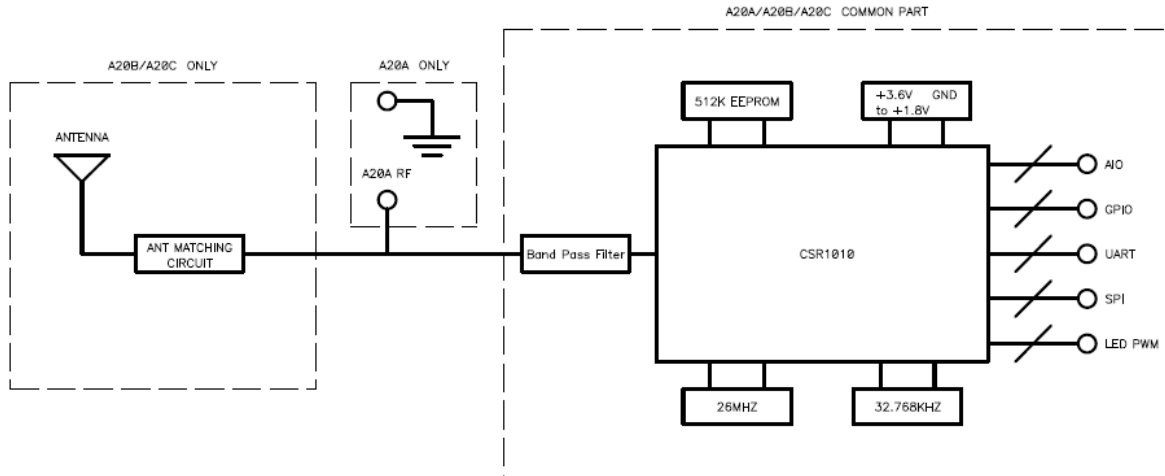 A20A/A20B/A20C COMMON PART
A20B/A20C ONLY
A20A ONLY
ANTENNA
A20A RF
ANT MATCHING
CIRCUIT
Band Pass Filter
512K EEPROM
+3.6V GND
to +1.8V
CSR1010
AIO
GPIO
UART
SPI
LED PWM
26MHZ
32.768KHZ